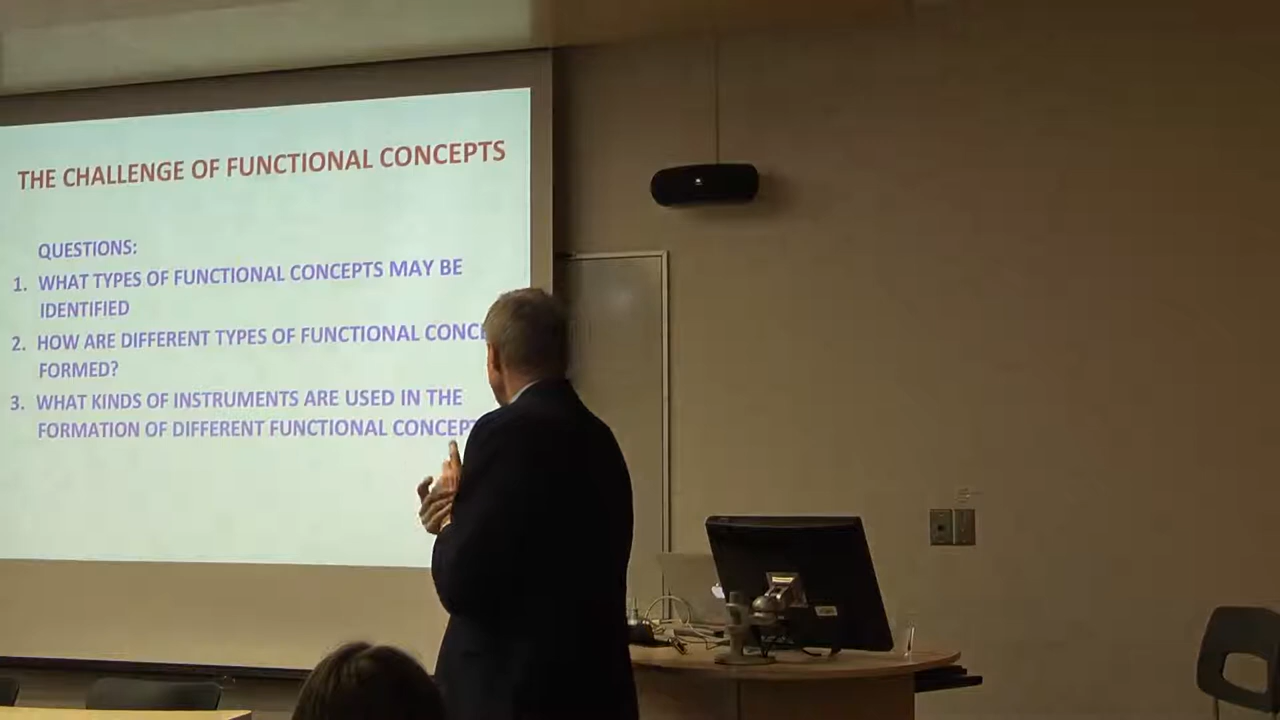 THE CHALLENGE OF FUNCTIONAL CONCEPTS
QUESTIONS:
1. WHAT TYPES OF FUNCTIONAL CONCEPTS MAY BE
IDENTIFIED
2. HOW ARE DIFFERENT TYPES OF FUNCTIONAL
FORMED?
3. WHAT KINDS OF INSTRUMENTS ARE USED IN THE
FORMATION OF DIFFERENT FUNCTIONAL